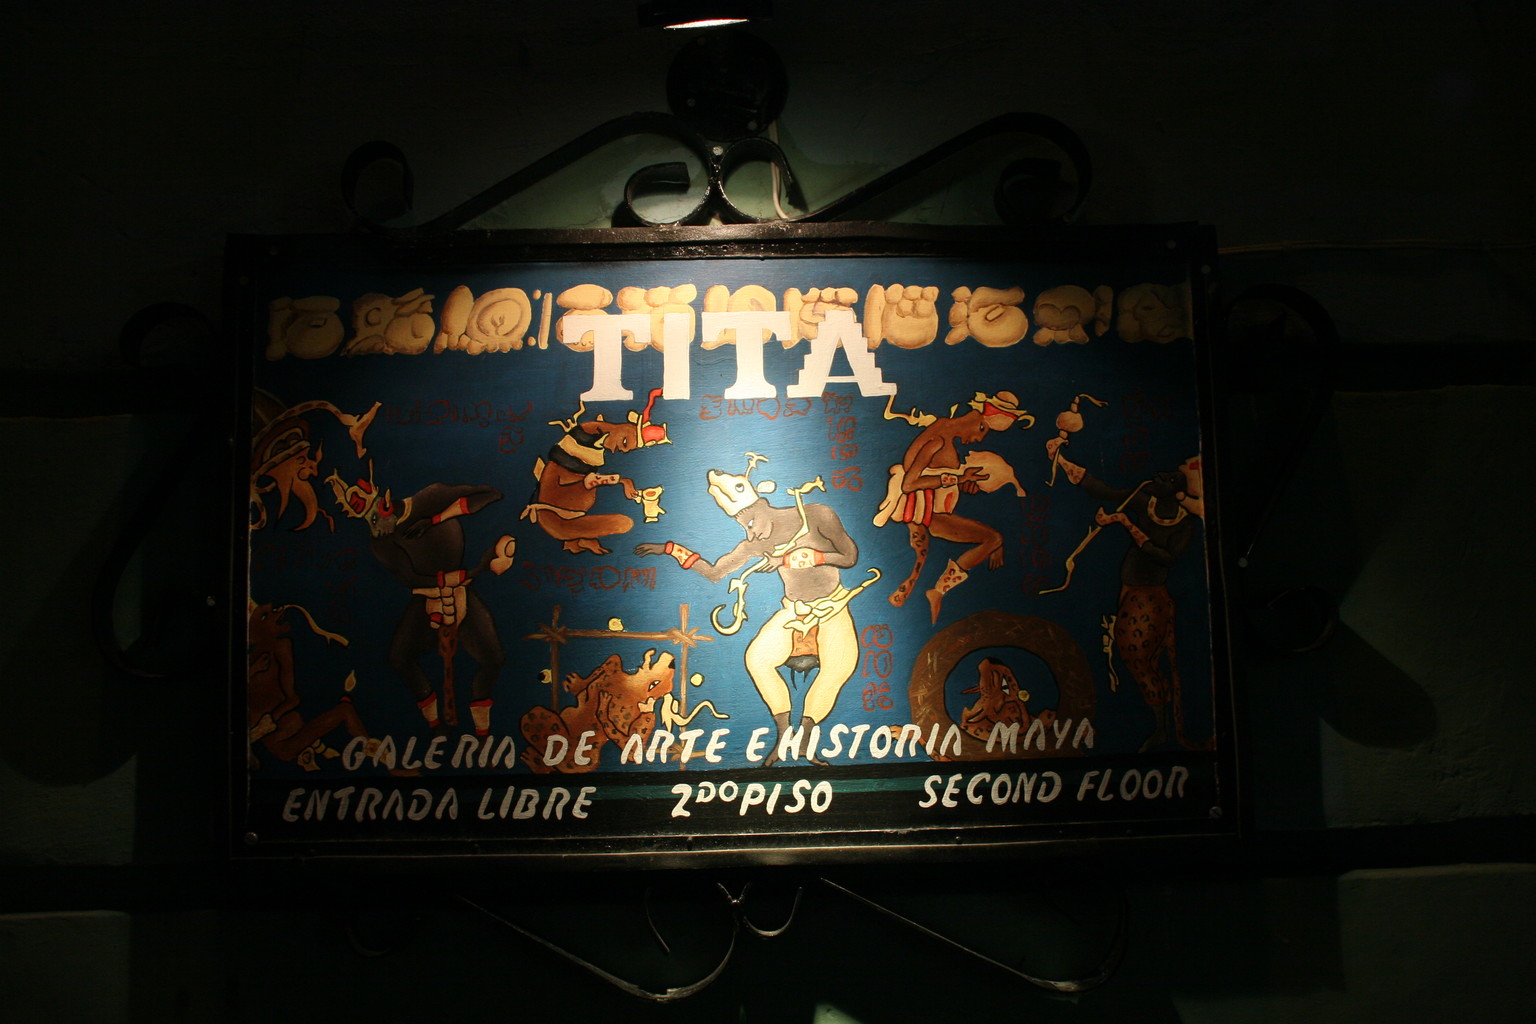 TITA
GALERIA DE ARTE E HISTORIA MAYA
ENTRADA LIBRE 2DO PISO SECOND FLOOR